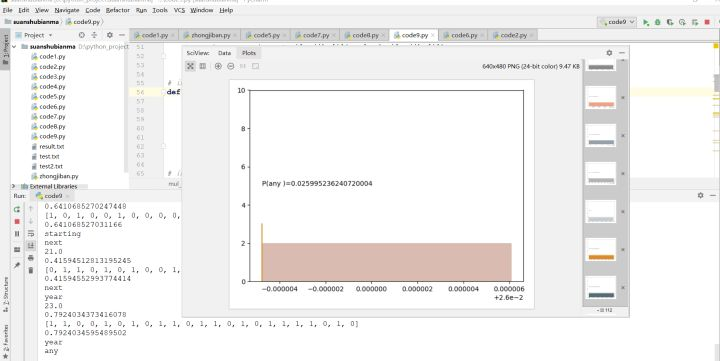 File Edit View Navigate Code Refactor Run Tools VCS Window Help
suanshubianma code9.py
code9
Project
code1.py zhongjiban.py code5.py code7.py code8.py code9.py code6.py code2.py
1: Project
suanshubianma D:\python_project
code1.py
code2.py
code3.py
code4.py
code5.py
code6.py
code7.py
code8.py
code9.py
result.txt
test.txt
test2.txt
zhongjiban.py
External Libraries
51
52
53
54
55
56 def
57
58
59
60
61
62
63
64
65
mul_
SciView: Data Plots
1:1
640x480 PNG (24-bit color) 9.47 KB
10
8
6
4
2
0
P(any )=0.025995236240720004
−0.000004 −0.000002 0.000000 0.000002 0.000004 0.000006
+2.6e−2
112
Run: code9
0.6410685270247448
[1, 0, 1, 0, 0, 1, 0, 0, 0, 0,
0.641068527031166
starting
next
21.0
0.41594512813195245
[0, 1, 1, 0, 1, 0, 1, 0, 0, 1,
0.41594552993774414
next
year
23.0
0.7924034373416078
[1, 1, 0, 0, 1, 0, 1, 0, 1, 1, 0, 1, 1, 0, 1, 0, 1, 1, 1, 1, 0, 1, 0]
0.7924034595489502
year
any
Z: Structure
2: Favorites